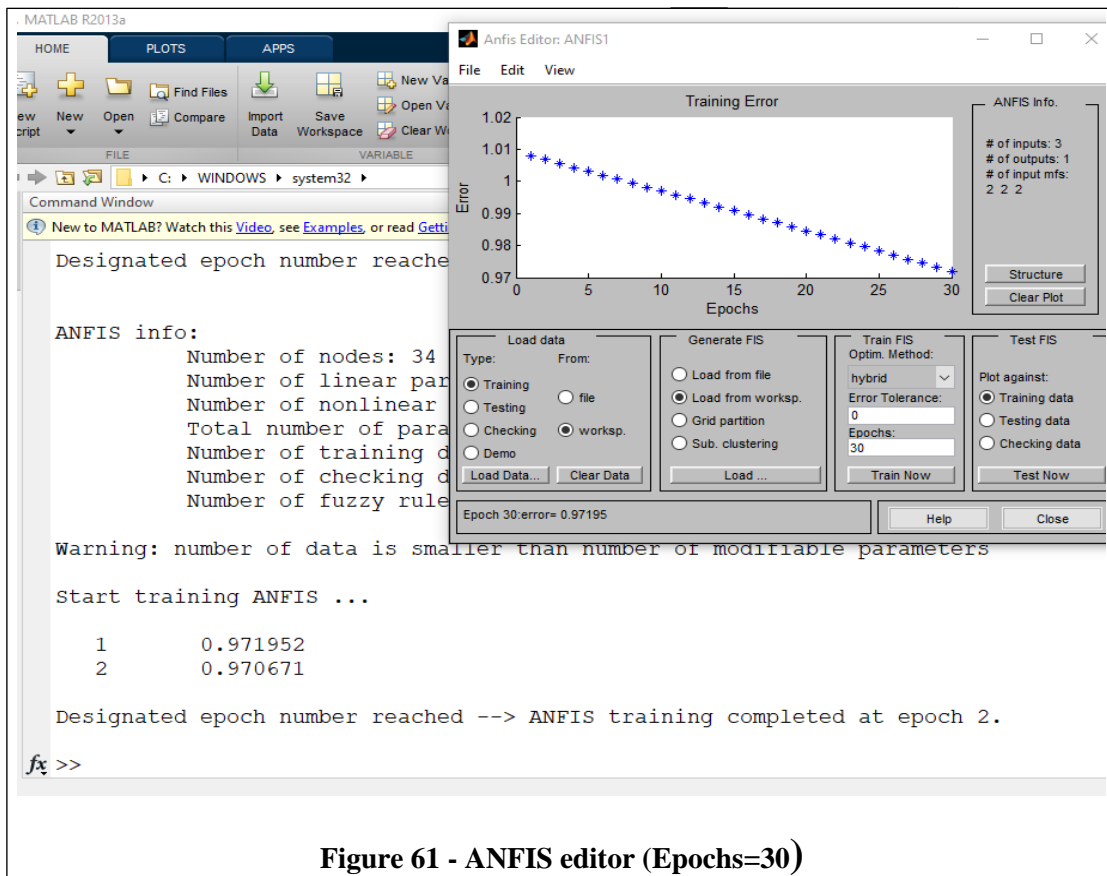 MATLAB R2013a
HOME PLOTS APPS
New Open Find Files Compare Import Data Save Workspace New Va Open Va Clear Wo
FILE VARIABLE
C: WINDOWS system32
Command Window
New to MATLAB? Watch this Video, see Examples, or read Getti
Designated epoch number reache
ANFIS info:
Number of nodes: 34
Number of linear par
Number of nonlinear
Total number of para
Number of training d
Number of checking d
Number of fuzzy rule
Warning: number of data is smaller than number of modifiable parameters
Start training ANFIS ...
1 0.971952
2 0.970671
Designated epoch number reached --> ANFIS training completed at epoch 2.
fx >>
Anfis Editor: ANFIS1
File Edit View
Training Error
1.02
1.01
1
0.99
0.98
0.97
Error
0 5 10 15 20 25 30
Epochs
ANFIS Info.
# of inputs: 3
# of outputs: 1
# of input mfs:
2 2 2
Structure
Clear Plot
Load data
Type: From:
Training
Testing
Checking
Demo
file
worksp.
Load Data... Clear Data
Generate FIS
Load from file
Load from worksp.
Grid partition
Sub. clustering
Load ...
Train FIS
Optim. Method:
hybrid
Error Tolerance:
0
Epochs:
30
Train Now
Test FIS
Plot against:
Training data
Testing data
Checking data
Test Now
Epoch 30:error= 0.97195
Help Close
Figure 61 - ANFIS editor (Epochs=30)